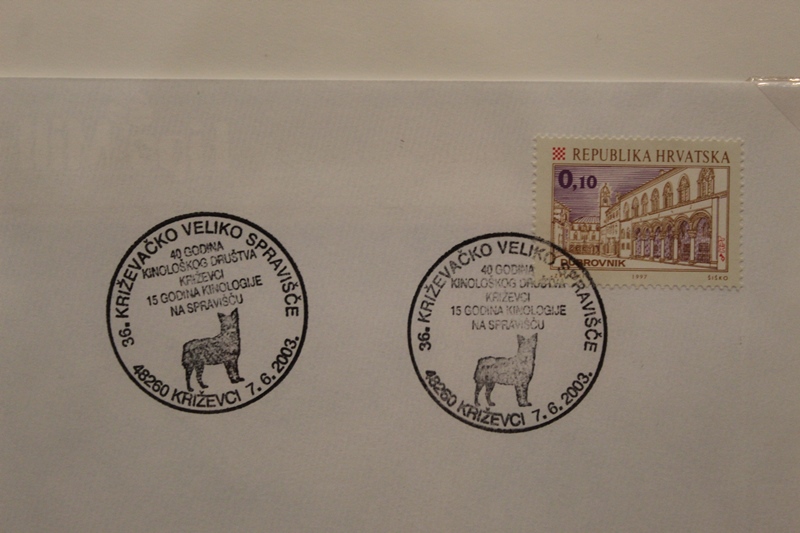 REPUBLIKA HRVATSKA
0,10
DUBROVNIK
1997 SIŠKO
36. KRIŽEVAČKO VELIKO SPRAVIŠČE
40 GODINA
KINOLOŠKOG DRUŠTVA
KRIŽEVCI
15 GODINA KINOLOGIJE
NA SPRAVIŠČU
48260 KRIŽEVCI 7.6.2003.
36. KRIŽEVAČKO VELIKO SPRAVIŠČE
40 GODINA
KINOLOŠKOG DRUŠTVA
KRIŽEVCI
15 GODINA KINOLOGIJE
NA SPRAVIŠČU
48260 KRIŽEVCI 7.6.2003.